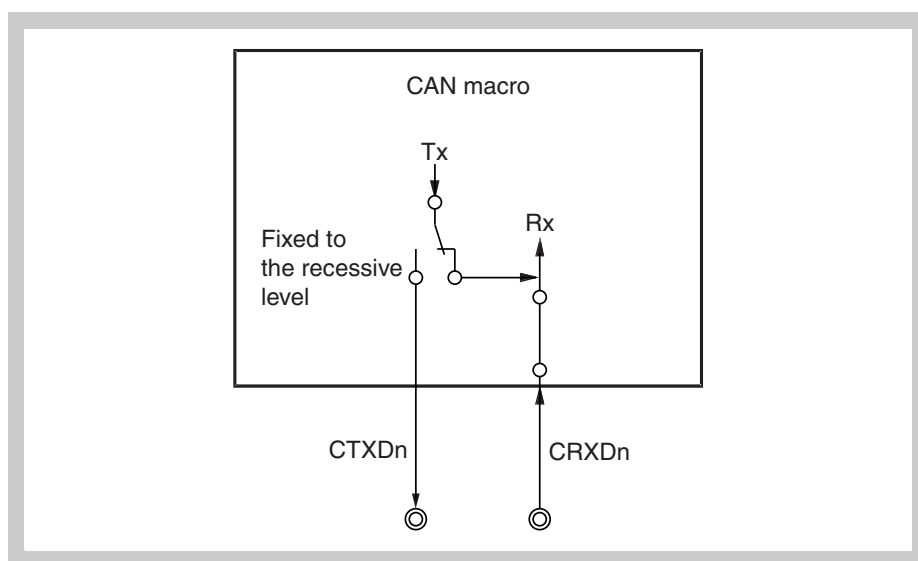 CAN macro
Tx
Rx
Fixed to
the recessive
level
CTXDn
CRXDn